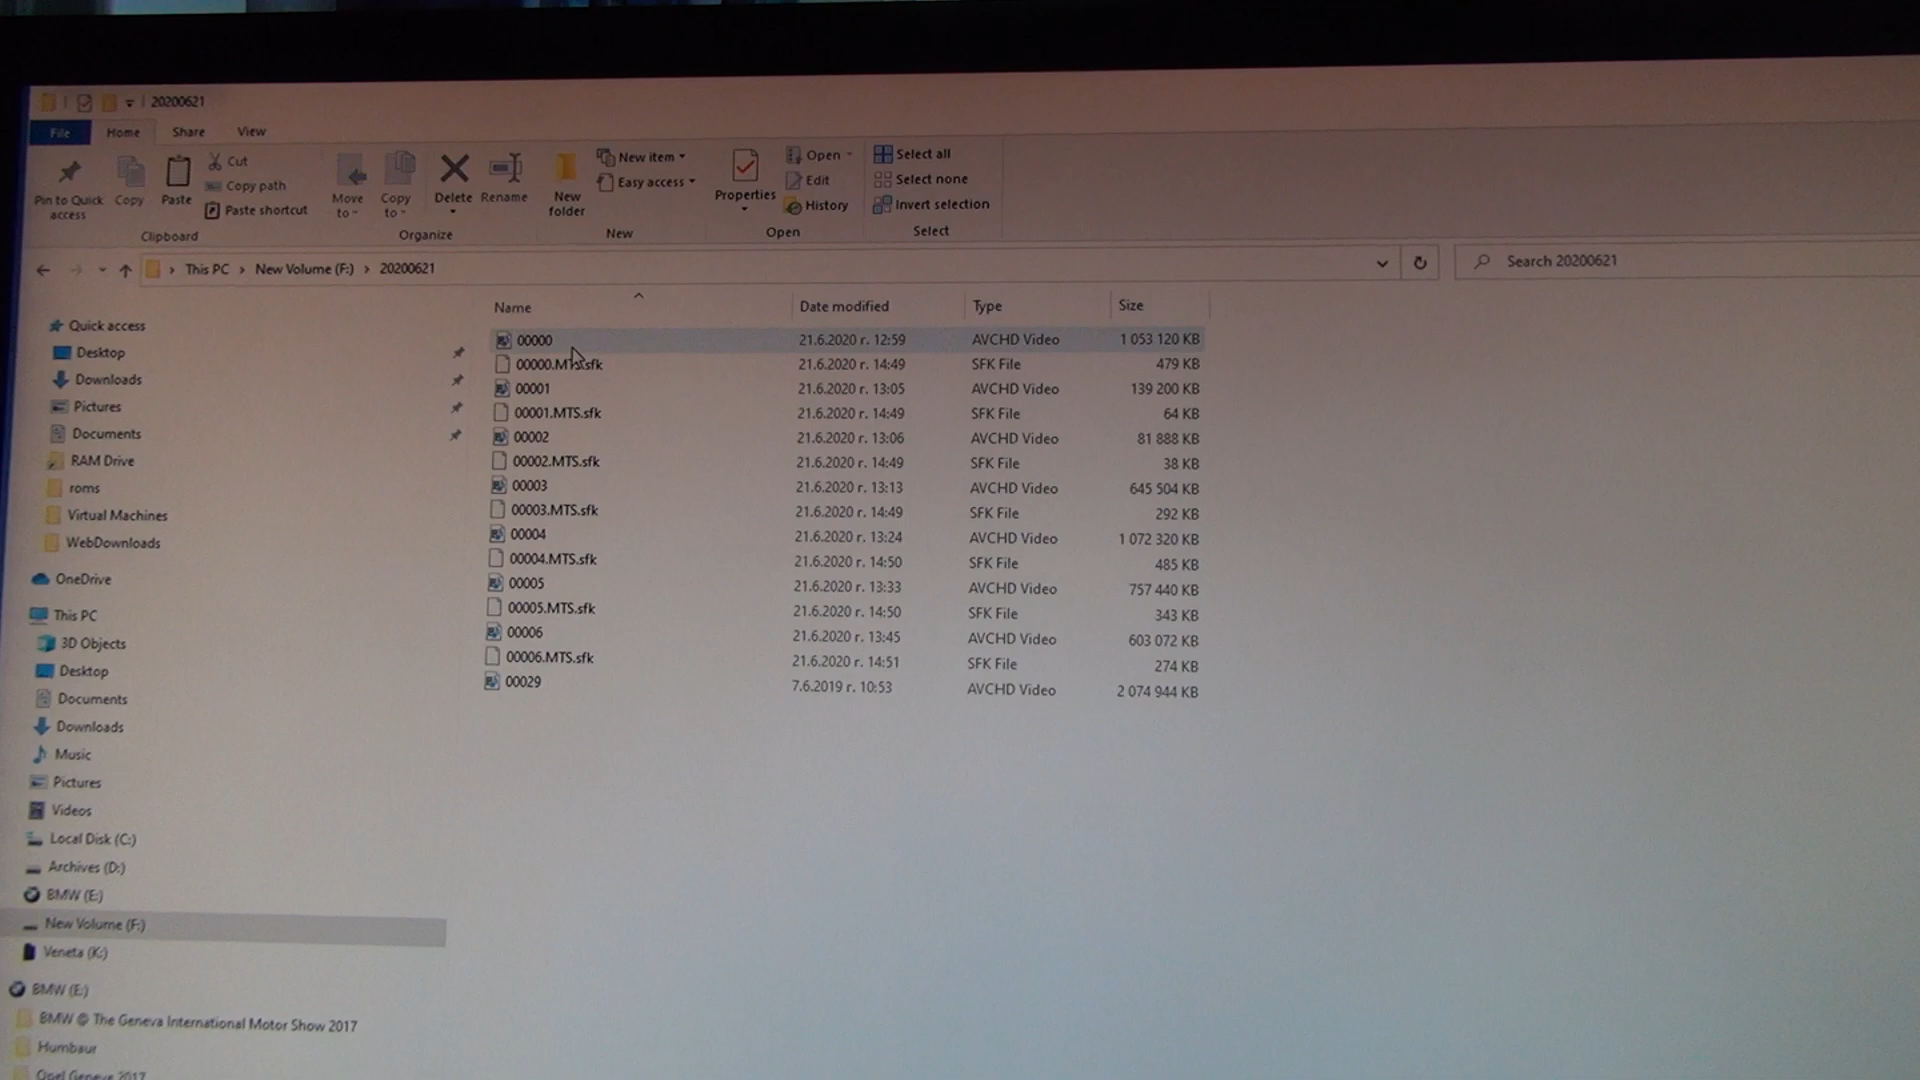 20200621
File Home Share View
Pin to Quick access
Copy
Paste
Cut
Copy path
Paste shortcut
Move to
Copy to
Delete
Rename
New folder
New item
Easy access
Properties
Open
Edit
History
Select all
Select none
Invert selection
Clipboard Organize New Open Select
This PC > New Volume (F:) > 20200621
Search 20200621
Name Date modified Type Size
00000 21.6.2020 г. 12:59 AVCHD Video 1 053 120 KB
00000.MTS.sfk 21.6.2020 г. 14:49 SFK File 479 KB
00001 21.6.2020 г. 13:05 AVCHD Video 139 200 KB
00001.MTS.sfk 21.6.2020 г. 14:49 SFK File 64 KB
00002 21.6.2020 г. 13:06 AVCHD Video 81 888 KB
00002.MTS.sfk 21.6.2020 г. 14:49 SFK File 38 KB
00003 21.6.2020 г. 13:13 AVCHD Video 645 504 KB
00003.MTS.sfk 21.6.2020 г. 14:49 SFK File 292 KB
00004 21.6.2020 г. 13:24 AVCHD Video 1 072 320 KB
00004.MTS.sfk 21.6.2020 г. 14:50 SFK File 485 KB
00005 21.6.2020 г. 13:33 AVCHD Video 757 440 KB
00005.MTS.sfk 21.6.2020 г. 14:50 SFK File 343 KB
00006 21.6.2020 г. 13:45 AVCHD Video 603 072 KB
00006.MTS.sfk 21.6.2020 г. 14:51 SFK File 274 KB
00029 7.6.2019 г. 10:53 AVCHD Video 2 074 944 KB
Quick access
Desktop
Downloads
Pictures
Documents
RAM Drive
roms
Virtual Machines
WebDownloads
OneDrive
This PC
3D Objects
Desktop
Documents
Downloads
Music
Pictures
Videos
Local Disk (C:)
Archives (D:)
BMW (E:)
New Volume (F:)
Veneta (K:)
BMW (E:)
BMW @ The Geneva International Motor Show 2017
Humbaur
Opel Geneve 2017